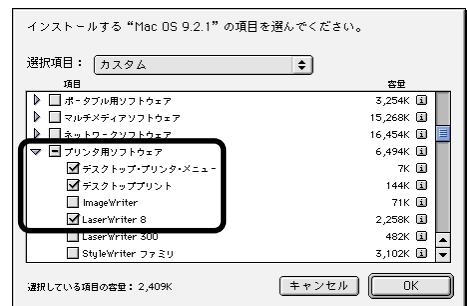 インストールする“Mac OS 9.2.1”の項目を選んでください。
選択項目： カスタム
項目 容量
ポータブル用ソフトウェア 3,254K
マルチメディアソフトウェア 15,268K
ネットワークソフトウェア 16,454K
プリンタ用ソフトウェア 6,494K
デスクトップ・プリンタ・メニュー 7K
デスクトッププリント 144K
ImageWriter 71K
LaserWriter 8 2,258K
LaserWriter 300 482K
StyleWriter ファミリ 3,102K
選択している項目の容量： 2,409K キャンセル OK